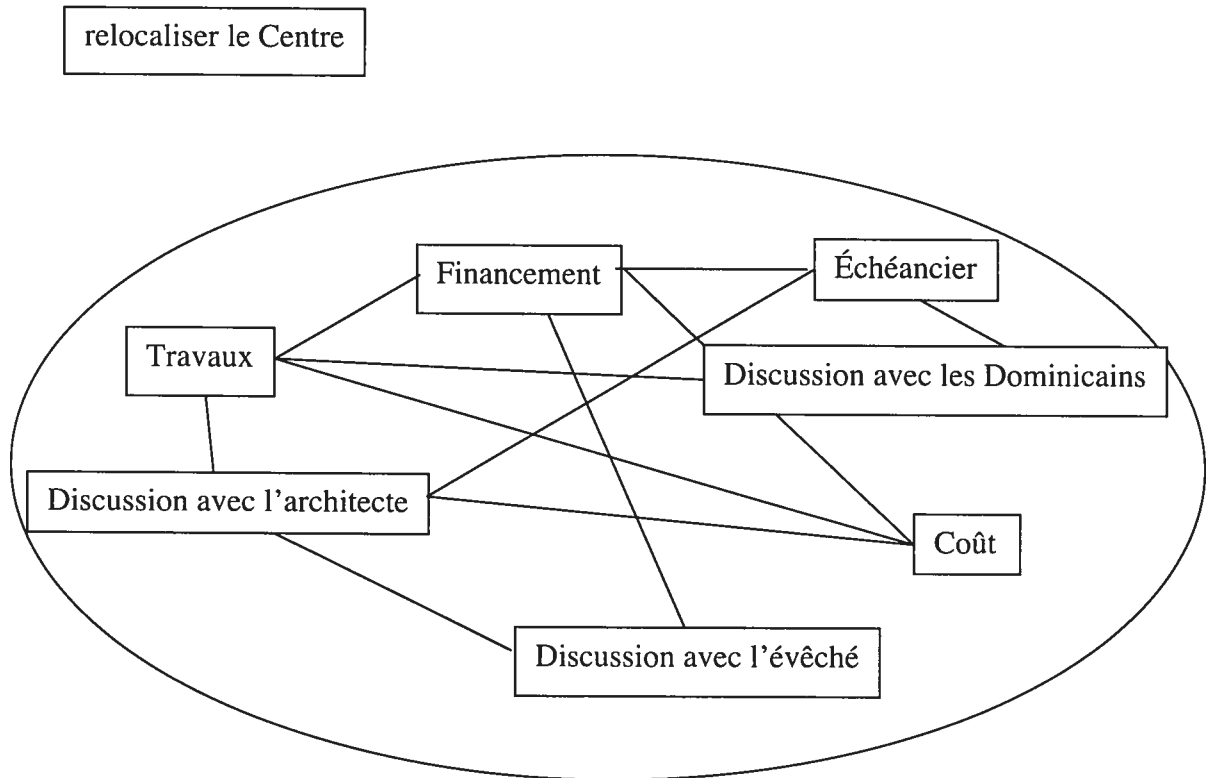 relocaliser le Centre
Financement
Échéancier
Travaux
Discussion avec les Dominicains
Discussion avec l'architecte
Coût
Discussion avec l'évêché